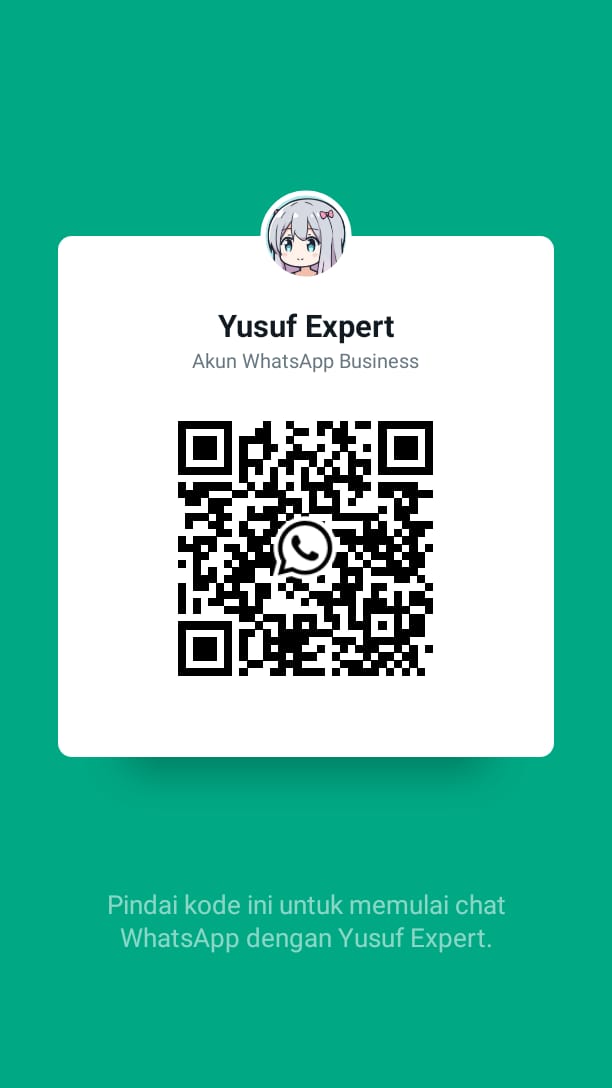 Yusuf Expert
Akun WhatsApp Business
Pindai kode ini untuk memulai chat
WhatsApp dengan Yusuf Expert.